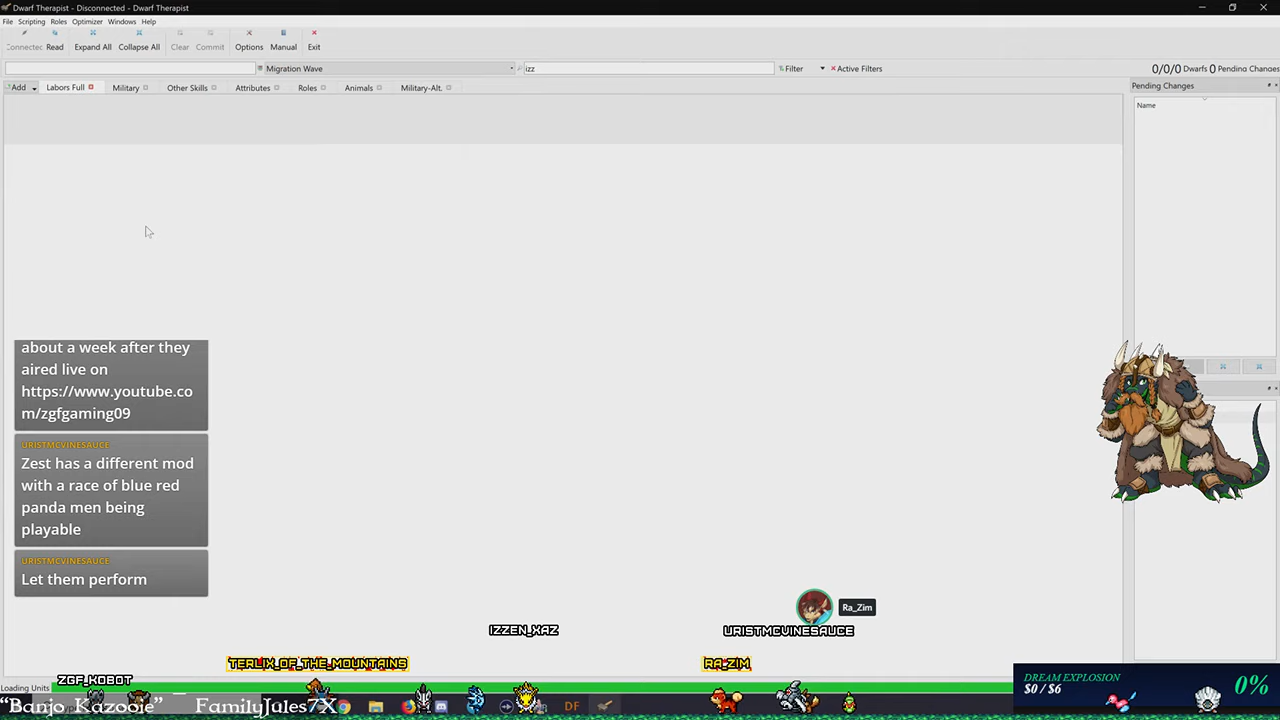 Dwarf Therapist - Disconnected - Dwarf Therapist
File Scripting Roles Optimizer Windows Help
Connected Read Expand All Collapse All Clear Commit Options Manual Exit
Migration Wave izz Filter Active Filters 0/0/0 Dwarfs 0 Pending Changes
Add Labors Full Military Other Skills Attributes Roles Animals Military-Alt. Pending Changes
Name
about a week after they
aired live on
https://www.youtube.co
m/zgfgaming09
URISTMCVINESAUCE
Zest has a different mod
with a race of blue red
panda men being
playable
URISTMCVINESAUCE
Let them perform
Ra_Zim
IZZEN_XAZ URISTMCVINESAUCE
TERLIX_OF_THE_MOUNTAINS RA_ZIM
ZGF_KOBOT
Loading Units
"Banjo Kazooie" _ FamilyJules7X
DF
DREAM EXPLOSION
$0 / $6
0%